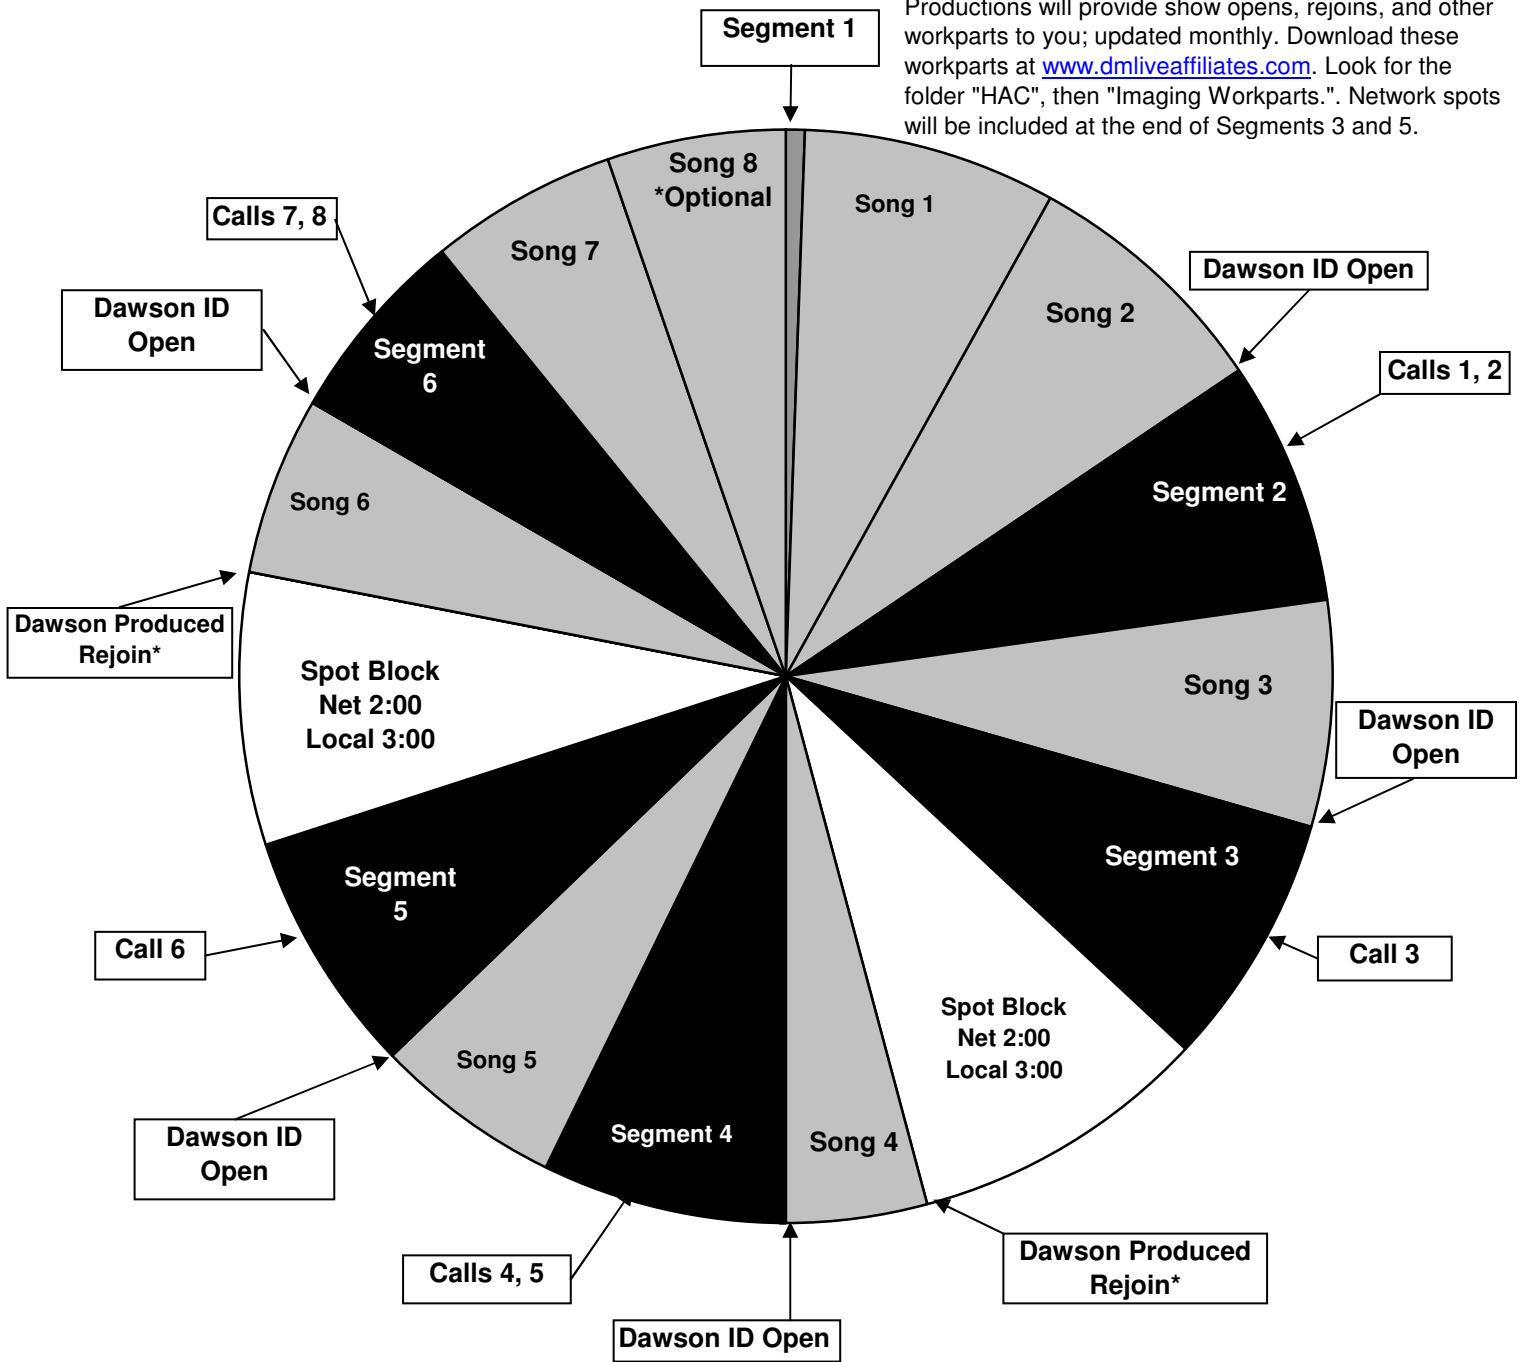 Productions will provide show opens, rejoins, and other
workparts to you; updated monthly. Download these
workparts at www.dmliveaffiliates.com. Look for the
folder "HAC", then "Imaging Workparts.". Network spots
will be included at the end of Segments 3 and 5.
Segment 1
Song 1
Song 2
Dawson ID Open
Calls 1, 2
Segment 2
Song 3
Dawson ID
Open
Segment 3
Call 3
Spot Block
Net 2:00
Local 3:00
Dawson Produced
Rejoin*
Song 4
Dawson ID Open
Segment 4
Calls 4, 5
Song 5
Dawson ID
Open
Segment
5
Call 6
Spot Block
Net 2:00
Local 3:00
Dawson Produced
Rejoin*
Song 6
Dawson ID
Open
Segment
6
Calls 7, 8
Song 7
Song 8
*Optional